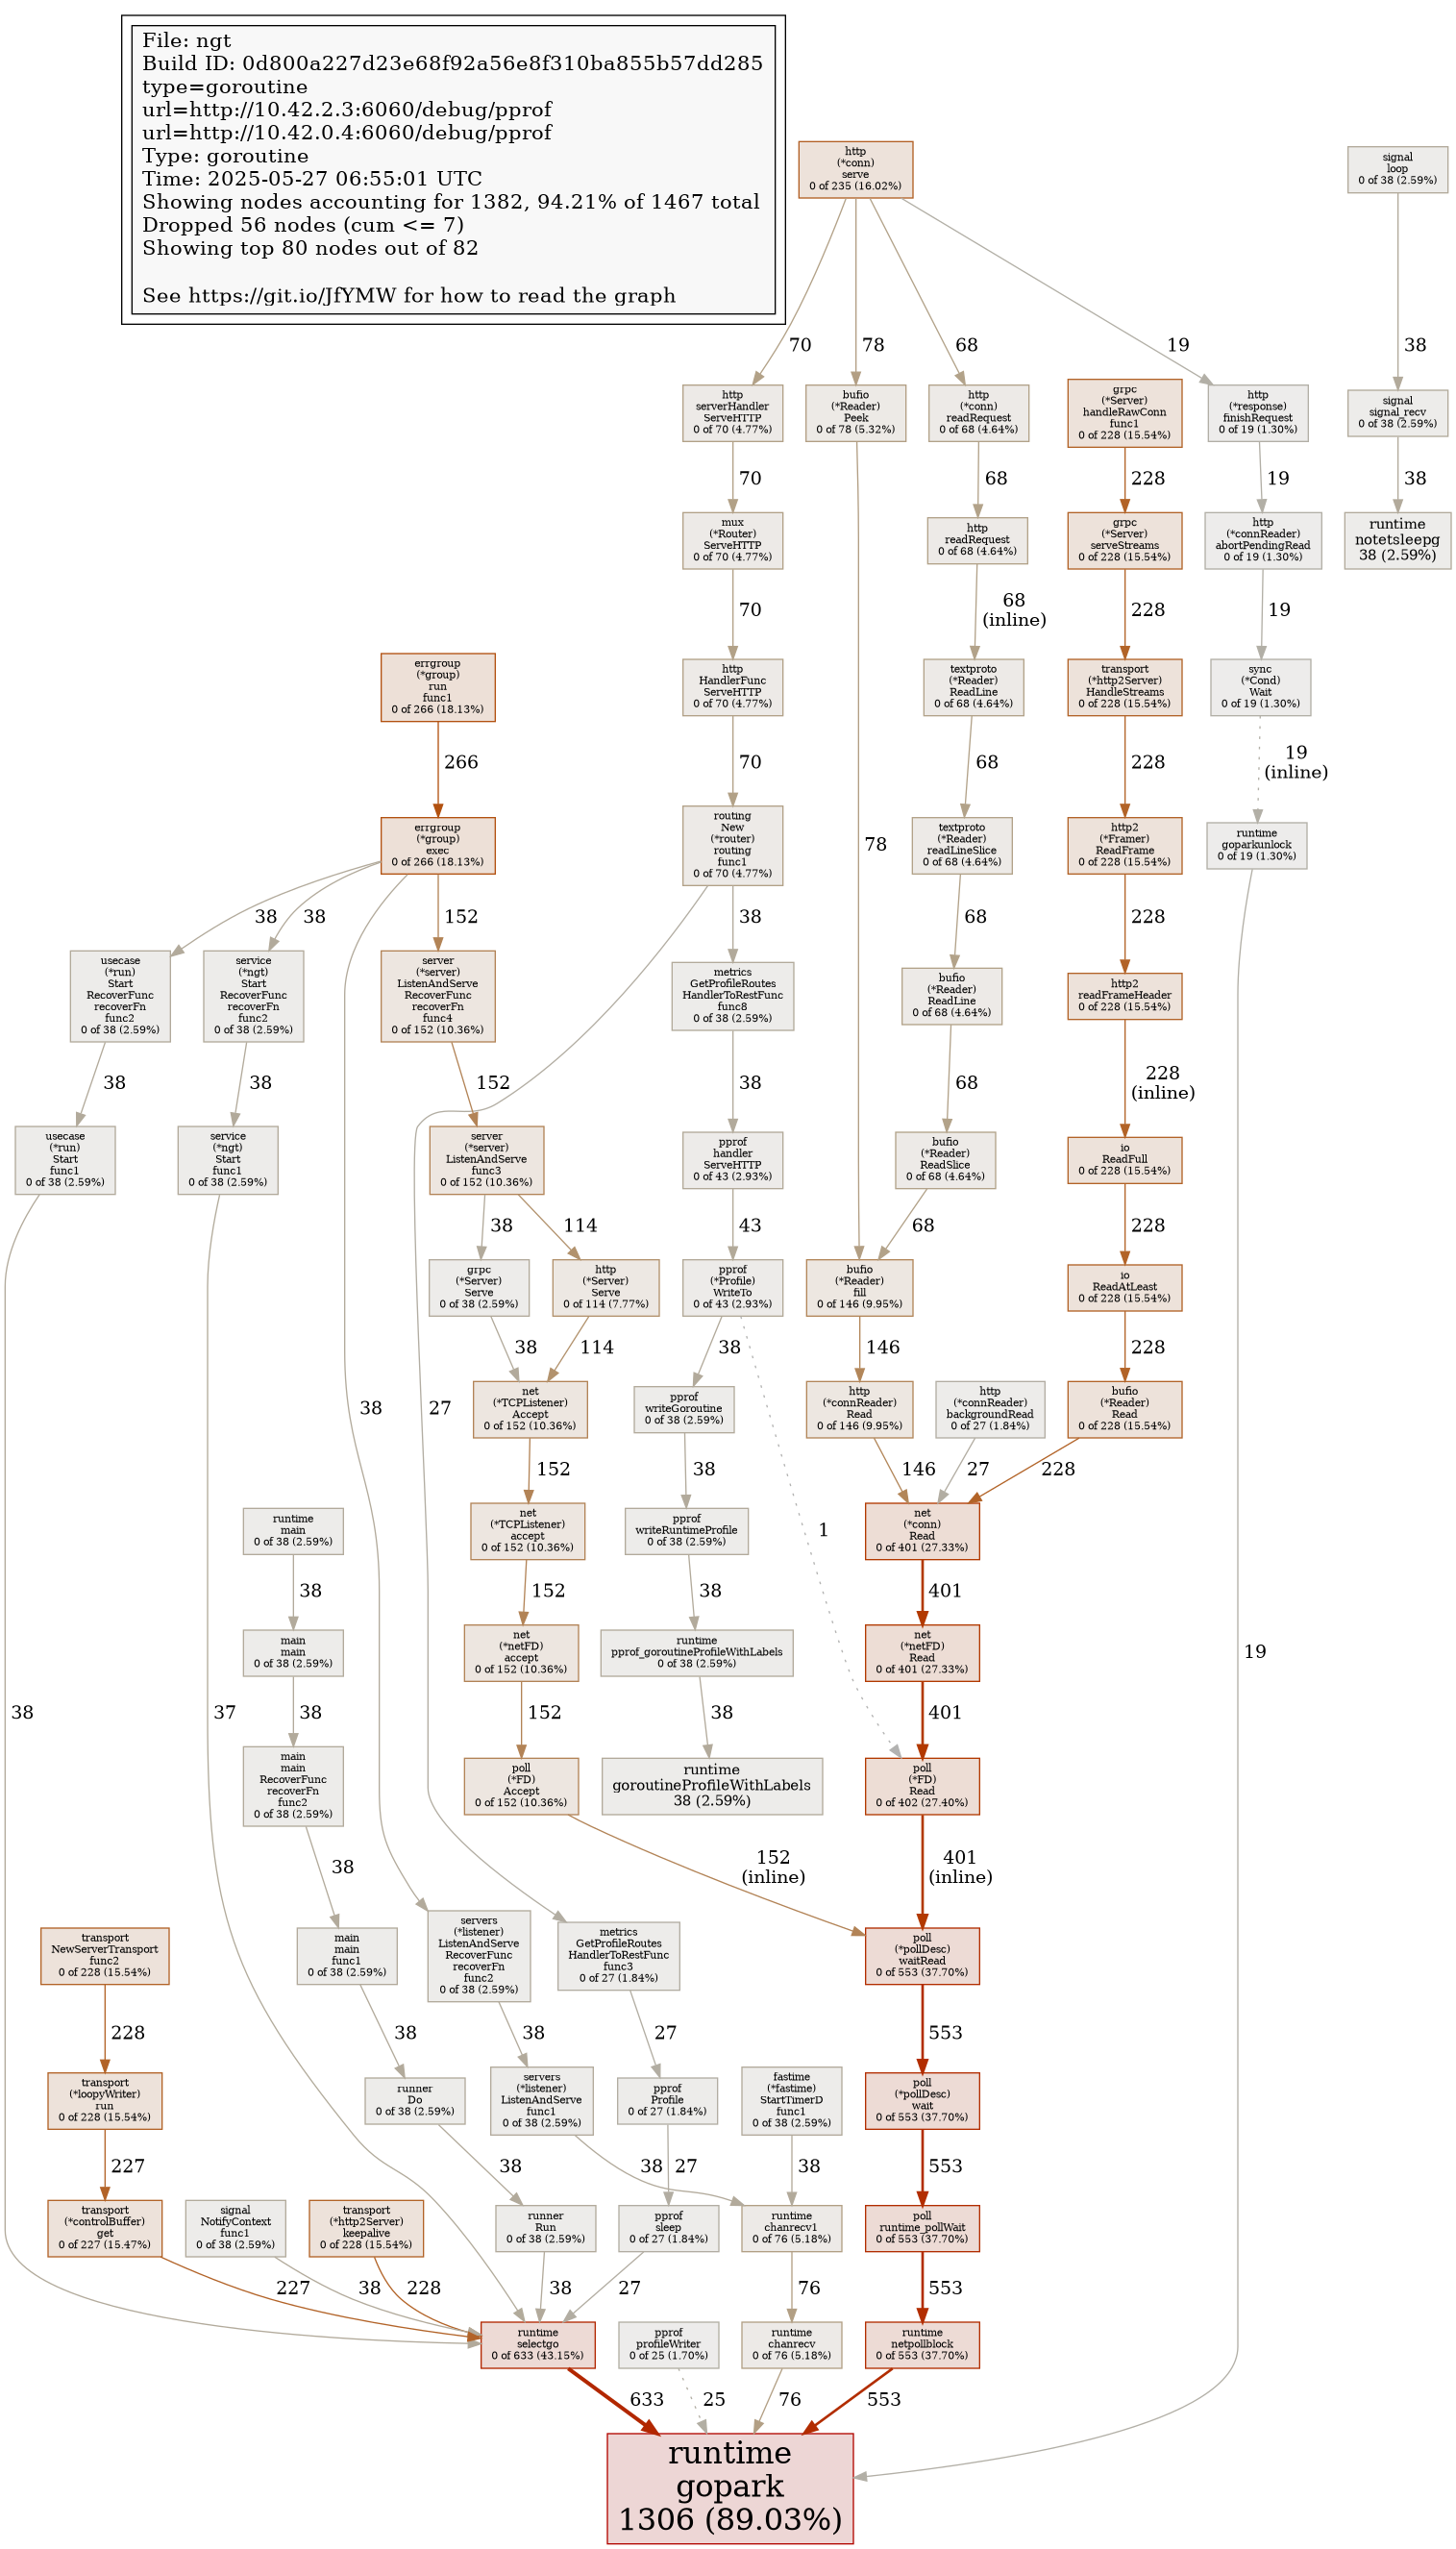 File: ngt
Build ID: 0d800a227d23e68f92a56e8f310ba855b57dd285
type=goroutine
url=http://10.42.2.3:6060/debug/pprof
url=http://10.42.0.4:6060/debug/pprof
Type: goroutine
Time: 2025-05-27 06:55:01 UTC
Showing nodes accounting for 1382, 94.21% of 1467 total
Dropped 56 nodes (cum <= 7)
Showing top 80 nodes out of 82
See https://git.io/JfYMW for how to read the graph
http
(*conn)
serve
0 of 235 (16.02%)
signal
loop
0 of 38 (2.59%)
70
78
68
19
38
http
serverHandler
ServeHTTP
0 of 70 (4.77%)
bufio
(*Reader)
Peek
0 of 78 (5.32%)
http
(*conn)
readRequest
0 of 68 (4.64%)
grpc
(*Server)
handleRawConn
func1
0 of 228 (15.54%)
http
(*response)
finishRequest
0 of 19 (1.30%)
signal
signal_recv
0 of 38 (2.59%)
70
68
228
19
38
mux
(*Router)
ServeHTTP
0 of 70 (4.77%)
http
readRequest
0 of 68 (4.64%)
grpc
(*Server)
serveStreams
0 of 228 (15.54%)
http
(*connReader)
abortPendingRead
0 of 19 (1.30%)
runtime
notetsleepg
38 (2.59%)
70
68
(inline)
228
19
errgroup
(*group)
run
func1
0 of 266 (18.13%)
http
HandlerFunc
ServeHTTP
0 of 70 (4.77%)
textproto
(*Reader)
ReadLine
0 of 68 (4.64%)
transport
(*http2Server)
HandleStreams
0 of 228 (15.54%)
sync
(*Cond)
Wait
0 of 19 (1.30%)
266
70
68
228
19
(inline)
errgroup
(*group)
exec
0 of 266 (18.13%)
routing
New
(*router)
routing
func1
0 of 70 (4.77%)
78
textproto
(*Reader)
readLineSlice
0 of 68 (4.64%)
http2
(*Framer)
ReadFrame
0 of 228 (15.54%)
runtime
goparkunlock
0 of 19 (1.30%)
38
38
152
38
68
228
usecase
(*run)
Start
RecoverFunc
recoverFn
func2
0 of 38 (2.59%)
service
(*ngt)
Start
RecoverFunc
recoverFn
func2
0 of 38 (2.59%)
server
(*server)
ListenAndServe
RecoverFunc
recoverFn
func4
0 of 152 (10.36%)
metrics
GetProfileRoutes
HandlerToRestFunc
func8
0 of 38 (2.59%)
bufio
(*Reader)
ReadLine
0 of 68 (4.64%)
http2
readFrameHeader
0 of 228 (15.54%)
38
38
152
38
68
228
(inline)
usecase
(*run)
Start
func1
0 of 38 (2.59%)
service
(*ngt)
Start
func1
0 of 38 (2.59%)
server
(*server)
ListenAndServe
func3
0 of 152 (10.36%)
pprof
handler
ServeHTTP
0 of 43 (2.93%)
bufio
(*Reader)
ReadSlice
0 of 68 (4.64%)
io
ReadFull
0 of 228 (15.54%)
38
114
43
68
228
grpc
(*Server)
Serve
0 of 38 (2.59%)
http
(*Server)
Serve
0 of 114 (7.77%)
pprof
(*Profile)
WriteTo
0 of 43 (2.93%)
bufio
(*Reader)
fill
0 of 146 (9.95%)
io
ReadAtLeast
0 of 228 (15.54%)
38
114
38
146
228
38
27
net
(*TCPListener)
Accept
0 of 152 (10.36%)
pprof
writeGoroutine
0 of 38 (2.59%)
http
(*connReader)
Read
0 of 146 (9.95%)
http
(*connReader)
backgroundRead
0 of 27 (1.84%)
bufio
(*Reader)
Read
0 of 228 (15.54%)
152
38
146
27
228
runtime
main
0 of 38 (2.59%)
net
(*TCPListener)
accept
0 of 152 (10.36%)
pprof
writeRuntimeProfile
0 of 38 (2.59%)
1
net
(*conn)
Read
0 of 401 (27.33%)
38
152
38
401
main
main
0 of 38 (2.59%)
net
(*netFD)
accept
0 of 152 (10.36%)
runtime
pprof_goroutineProfileWithLabels
0 of 38 (2.59%)
net
(*netFD)
Read
0 of 401 (27.33%)
19
38
37
38
152
38
401
main
main
RecoverFunc
recoverFn
func2
0 of 38 (2.59%)
poll
(*FD)
Accept
0 of 152 (10.36%)
runtime
goroutineProfileWithLabels
38 (2.59%)
poll
(*FD)
Read
0 of 402 (27.40%)
38
152
(inline)
401
(inline)
transport
NewServerTransport
func2
0 of 228 (15.54%)
main
main
func1
0 of 38 (2.59%)
servers
(*listener)
ListenAndServe
RecoverFunc
recoverFn
func2
0 of 38 (2.59%)
metrics
GetProfileRoutes
HandlerToRestFunc
func3
0 of 27 (1.84%)
poll
(*pollDesc)
waitRead
0 of 553 (37.70%)
228
38
38
27
553
transport
(*loopyWriter)
run
0 of 228 (15.54%)
runner
Do
0 of 38 (2.59%)
servers
(*listener)
ListenAndServe
func1
0 of 38 (2.59%)
pprof
Profile
0 of 27 (1.84%)
fastime
(*fastime)
StartTimerD
func1
0 of 38 (2.59%)
poll
(*pollDesc)
wait
0 of 553 (37.70%)
227
38
38
27
38
553
transport
(*controlBuffer)
get
0 of 227 (15.47%)
signal
NotifyContext
func1
0 of 38 (2.59%)
transport
(*http2Server)
keepalive
0 of 228 (15.54%)
runner
Run
0 of 38 (2.59%)
pprof
sleep
0 of 27 (1.84%)
runtime
chanrecv1
0 of 76 (5.18%)
poll
runtime_pollWait
0 of 553 (37.70%)
227
38
228
38
27
76
553
runtime
selectgo
0 of 633 (43.15%)
pprof
profileWriter
0 of 25 (1.70%)
runtime
chanrecv
0 of 76 (5.18%)
runtime
netpollblock
0 of 553 (37.70%)
633
25
76
553
runtime
gopark
1306 (89.03%)